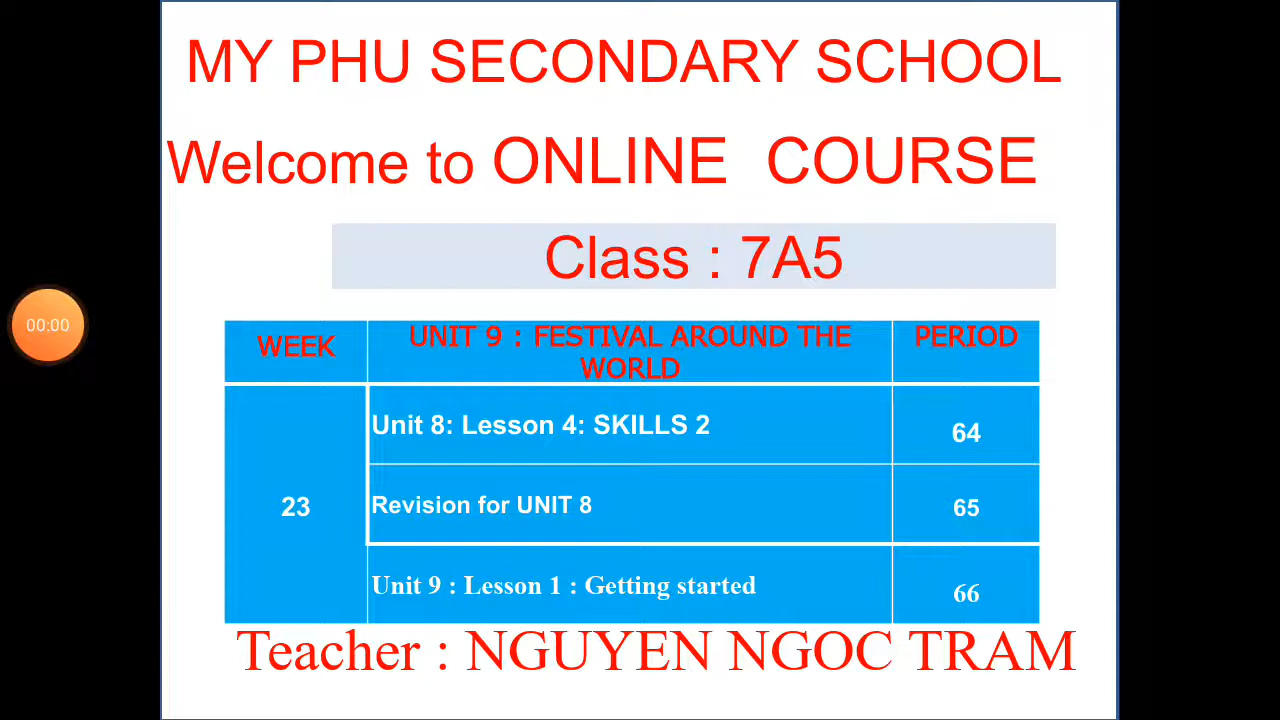 MY PHU SECONDARY SCHOOL
Welcome to ONLINE COURSE
Class : 7A5
00:00
WEEK
UNIT 9 : FESTIVAL AROUND THE
WORLD
PERIOD
23
Unit 8: Lesson 4: SKILLS 2
64
Revision for UNIT 8
65
Unit 9 : Lesson 1 : Getting started
66
Teacher : NGUYEN NGOC TRAM